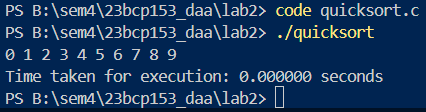 PS B:\sem4\23bcp153_daa\lab2> code quicksort.c
PS B:\sem4\23bcp153_daa\lab2> ./quicksort
0 1 2 3 4 5 6 7 8 9
Time taken for execution: 0.000000 seconds
PS B:\sem4\23bcp153_daa\lab2>